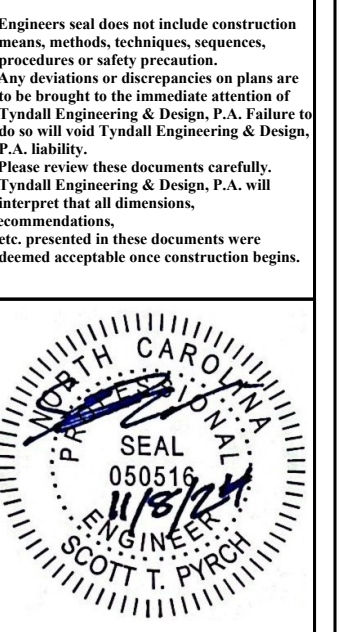 Engineers seal does not include construction
means, methods, techniques, sequences,
procedures or safety precaution.
Any deviations or discrepancies on plans are
to be brought to the immediate attention of
Tyndall Engineering & Design, P.A. Failure to
do so will void Tyndall Engineering & Design,
P.A. liability.
Please review these documents carefully.
Tyndall Engineering & Design, P.A. will
interpret that all dimensions,
ecommendations,
etc. presented in these documents were
deemed acceptable once construction begins.
NORTH CAROLINA
PROFESSIONAL
SEAL
050516
11/8/24
ENGINEER
SCOTT T. PYRCH